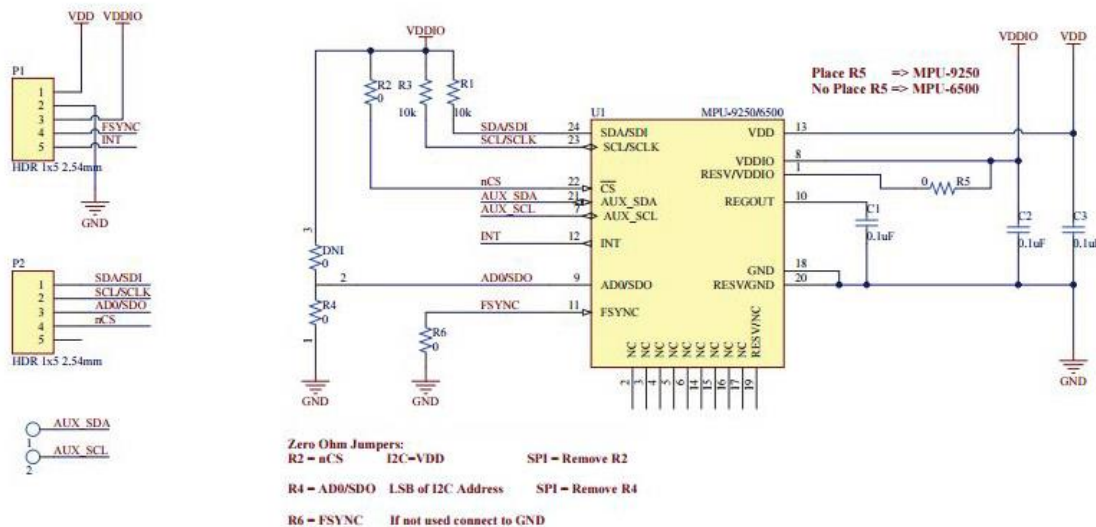 VDD VDDIO
P1
1
2
3
4 FSYNC
5 INT
HDR 1x5 2.54mm
GND
P2
1 SDA/SDI
2 SCL/SCLK
3 AD0/SDO
4 nCS
5
HDR 1x5 2.54mm
AUX_SDA
1
AUX_SCL
2
VDDIO
R2
0
R3
10k
R1
10k
SDA/SDI 24
SCL/SCLK 23
nCS 22
AUX_SDA 21
AUX_SCL 7
INT 12
3
DNI
0
2 AD0/SDO 9
R4
0
1
GND
FSYNC 11
R6
0
GND
U1 MPU-9250/6500
SDA/SDI
SCL/SCLK
CS
AUX_SDA
AUX_SCL
INT
AD0/SDO
FSYNC
VDD 13
VDDIO 8
RESV/VDDIO 1
REGOUT 10
GND 18
RESV/GND 20
NC NC NC NC NC NC NC NC NC RESV/NC
2 3 4 5 6 14 15 16 17 19
VDDIO VDD
Place R5 => MPU-9250
No Place R5 => MPU-6500
0 R5
C1
0.1uF
C2
0.1uF
C3
0.1uF
GND
Zero Ohm Jumpers:
R2 = nCS I2C=VDD SPI = Remove R2
R4 = AD0/SDO LSB of I2C Address SPI = Remove R4
R6 = FSYNC If not used connect to GND